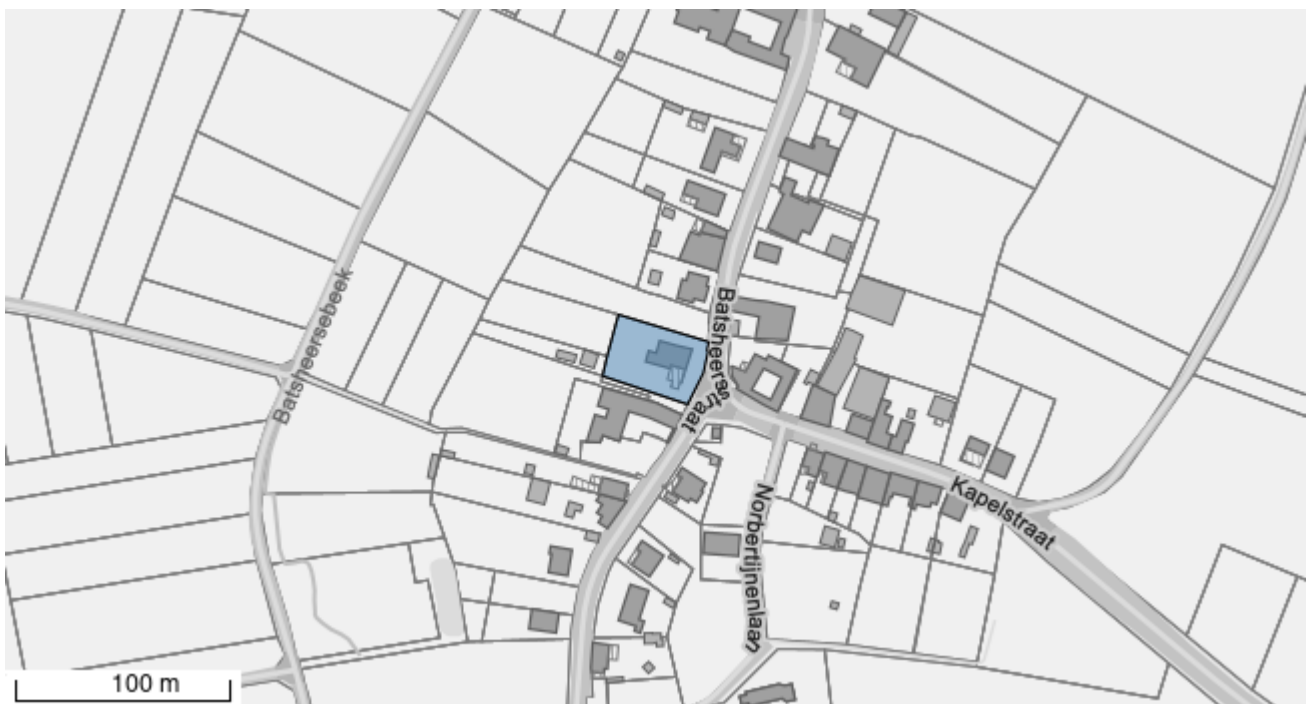 Batsheersebeek
Batsheersstraat
Kapelstraat
Norbertijnenlaan
100 m